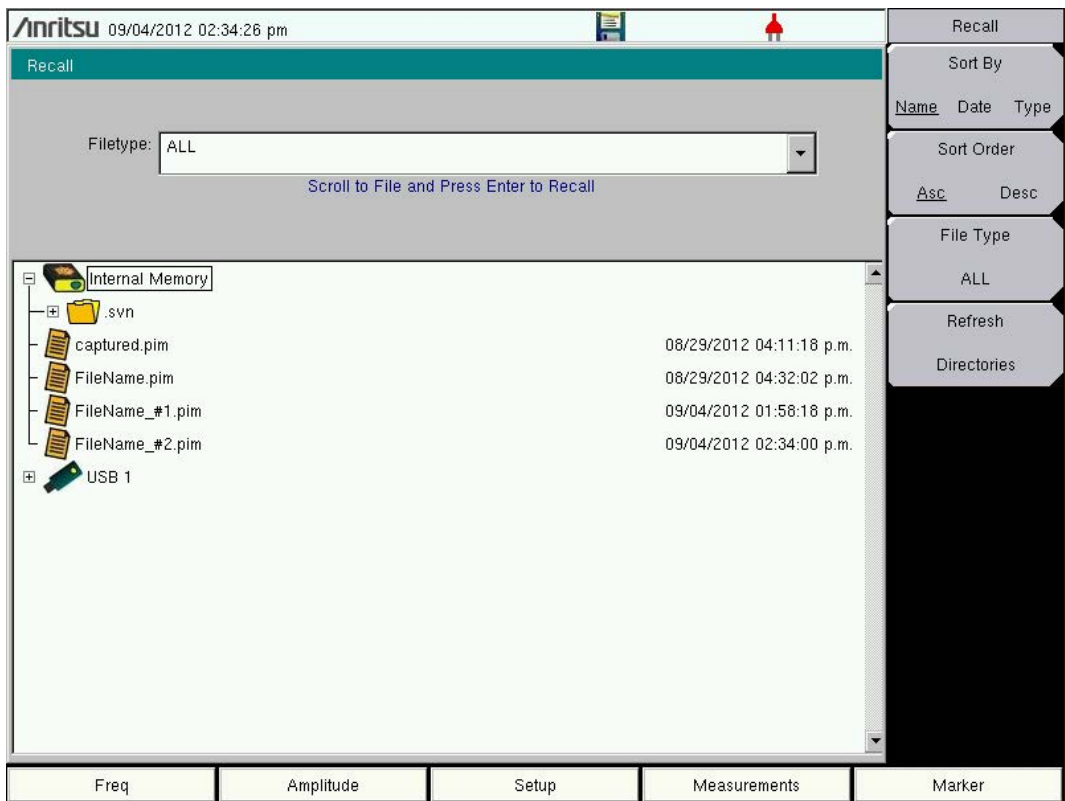 Anritsu 09/04/2012 02:34:26 pm
Recall
Filetype: ALL
Scroll to File and Press Enter to Recall
Internal Memory
.svn
captured.pim 08/29/2012 04:11:18 p.m.
FileName.pim 08/29/2012 04:32:02 p.m.
FileName_#1.pim 09/04/2012 01:58:18 p.m.
FileName_#2.pim 09/04/2012 02:34:00 p.m.
USB 1
Recall
Sort By
Name Date Type
Sort Order
Asc Desc
File Type
ALL
Refresh
Directories
Freq Amplitude Setup Measurements Marker